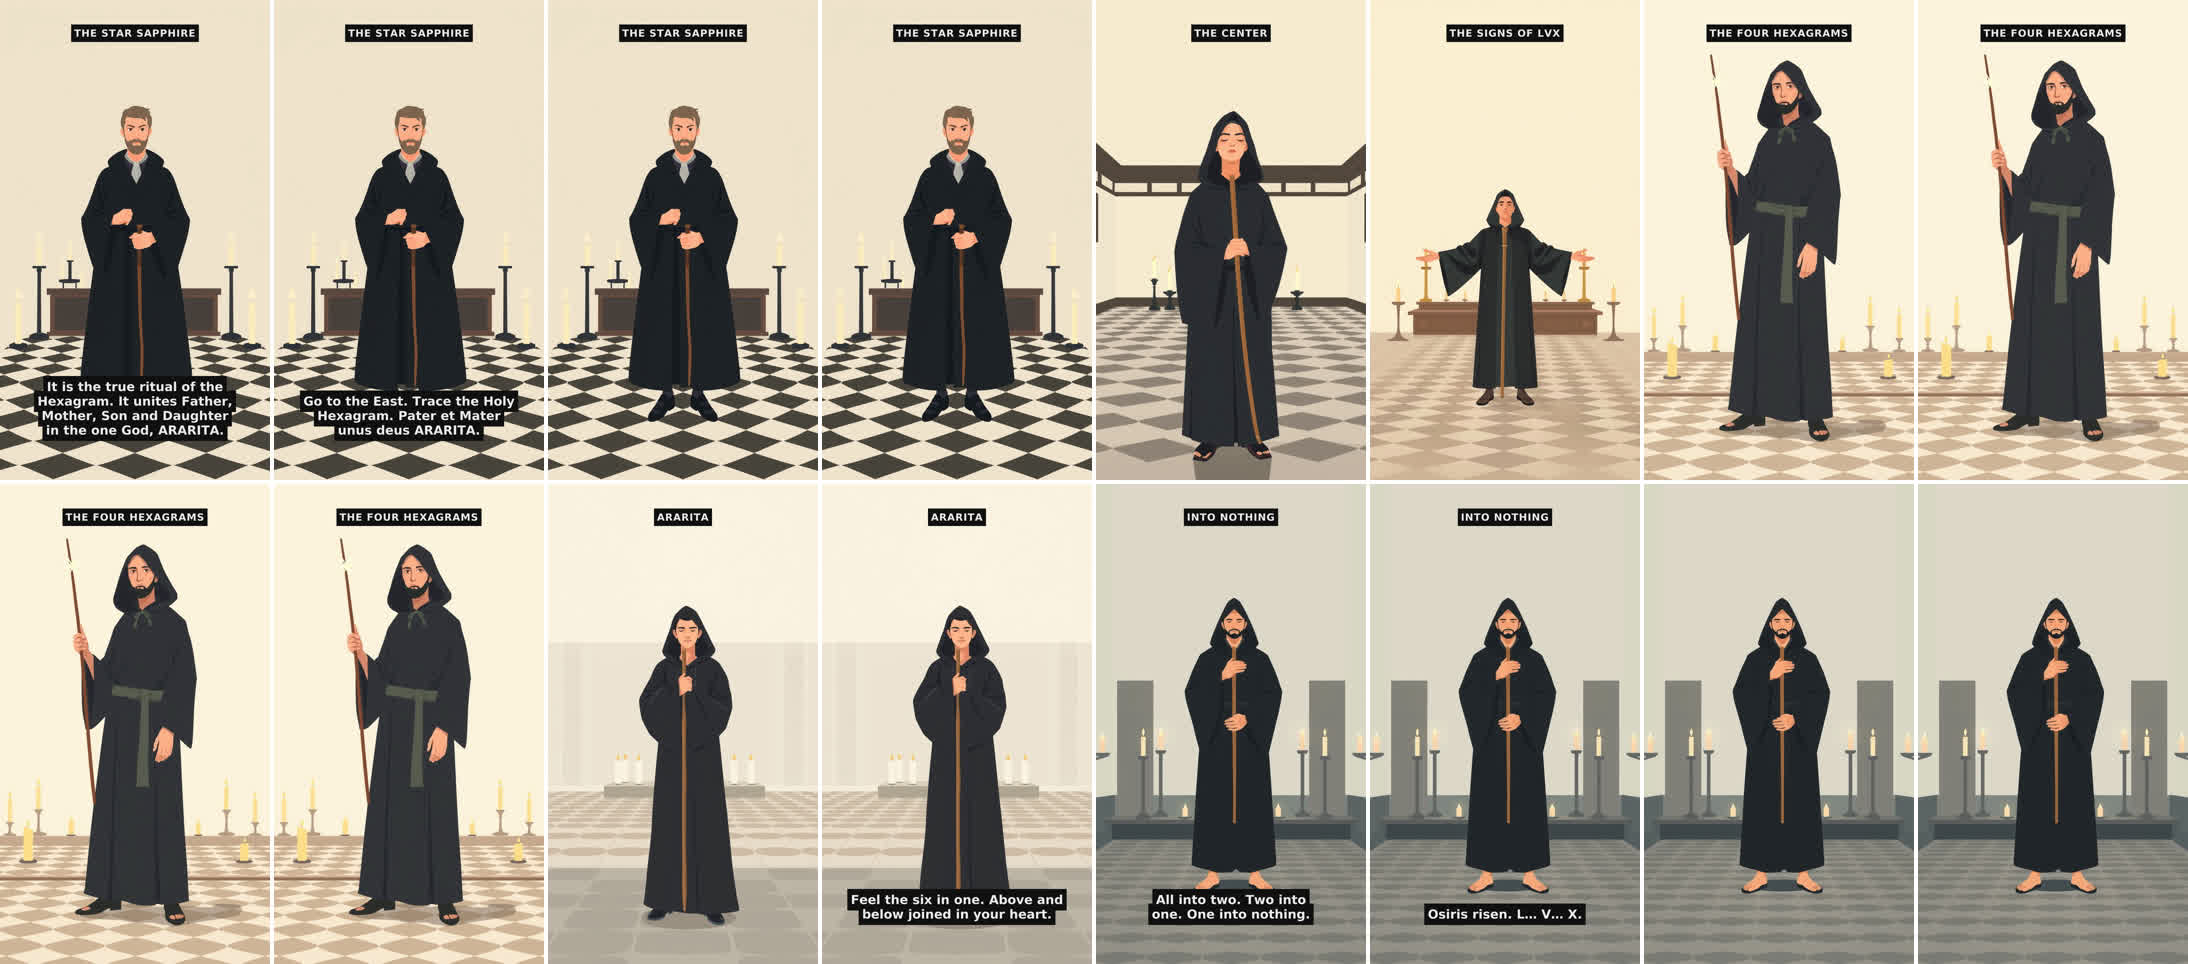 THE STAR SAPPHIRE
It is the true ritual of the
Hexagram. It unites Father,
Mother, Son and Daughter
in the one God, ARARITA.
THE STAR SAPPHIRE
Go to the East. Trace the Holy
Hexagram. Pater et Mater
unus deus ARARITA.
THE STAR SAPPHIRE
THE STAR SAPPHIRE
THE CENTER
THE SIGNS OF LVX
THE FOUR HEXAGRAMS
THE FOUR HEXAGRAMS
THE FOUR HEXAGRAMS
THE FOUR HEXAGRAMS
ARARITA
ARARITA
Feel the six in one. Above and
below joined in your heart.
INTO NOTHING
All into two. Two into
one. One into nothing.
INTO NOTHING
Osiris risen. L... V... X.